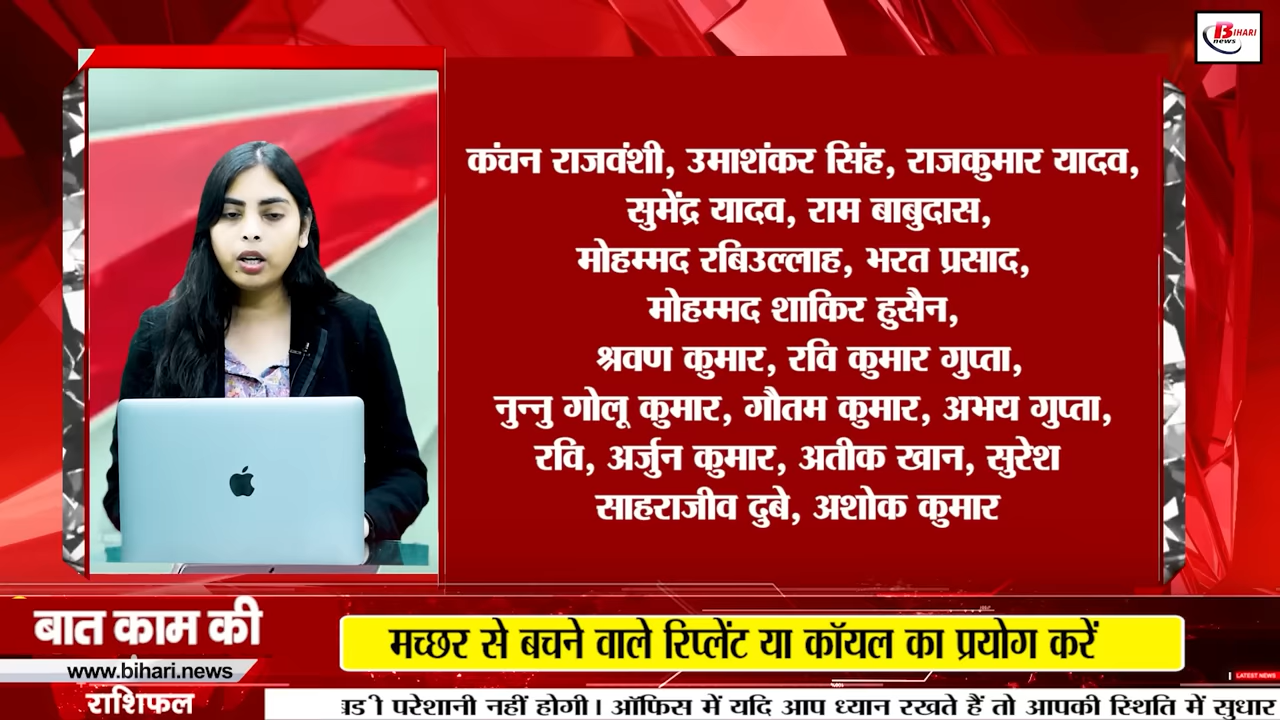 BIHARI
news
कंचन राजवंशी, उमाशंकर सिंह, राजकुमार यादव,
सुमेंद्र यादव, राम बाबुदास,
मोहम्मद रबिउल्लाह, भरत प्रसाद,
मोहम्मद शाकिर हुसैन,
श्रवण कुमार, रवि कुमार गुप्ता,
नुन्नु गोलू कुमार, गौतम कुमार, अभय गुप्ता,
रवि, अर्जुन कुमार, अतीक खान, सुरेश
साहराजीव दुबे, अशोक कुमार
बात काम की
मच्छर से बचने वाले रिप्लेंट या कॉयल का प्रयोग करें
www.bihari.news
LATEST NEWS
राशिफल
परेशानी नहीं होगी। ऑफिस में यदि आप ध्यान रखते हैं तो आपकी स्थिति में सुधार